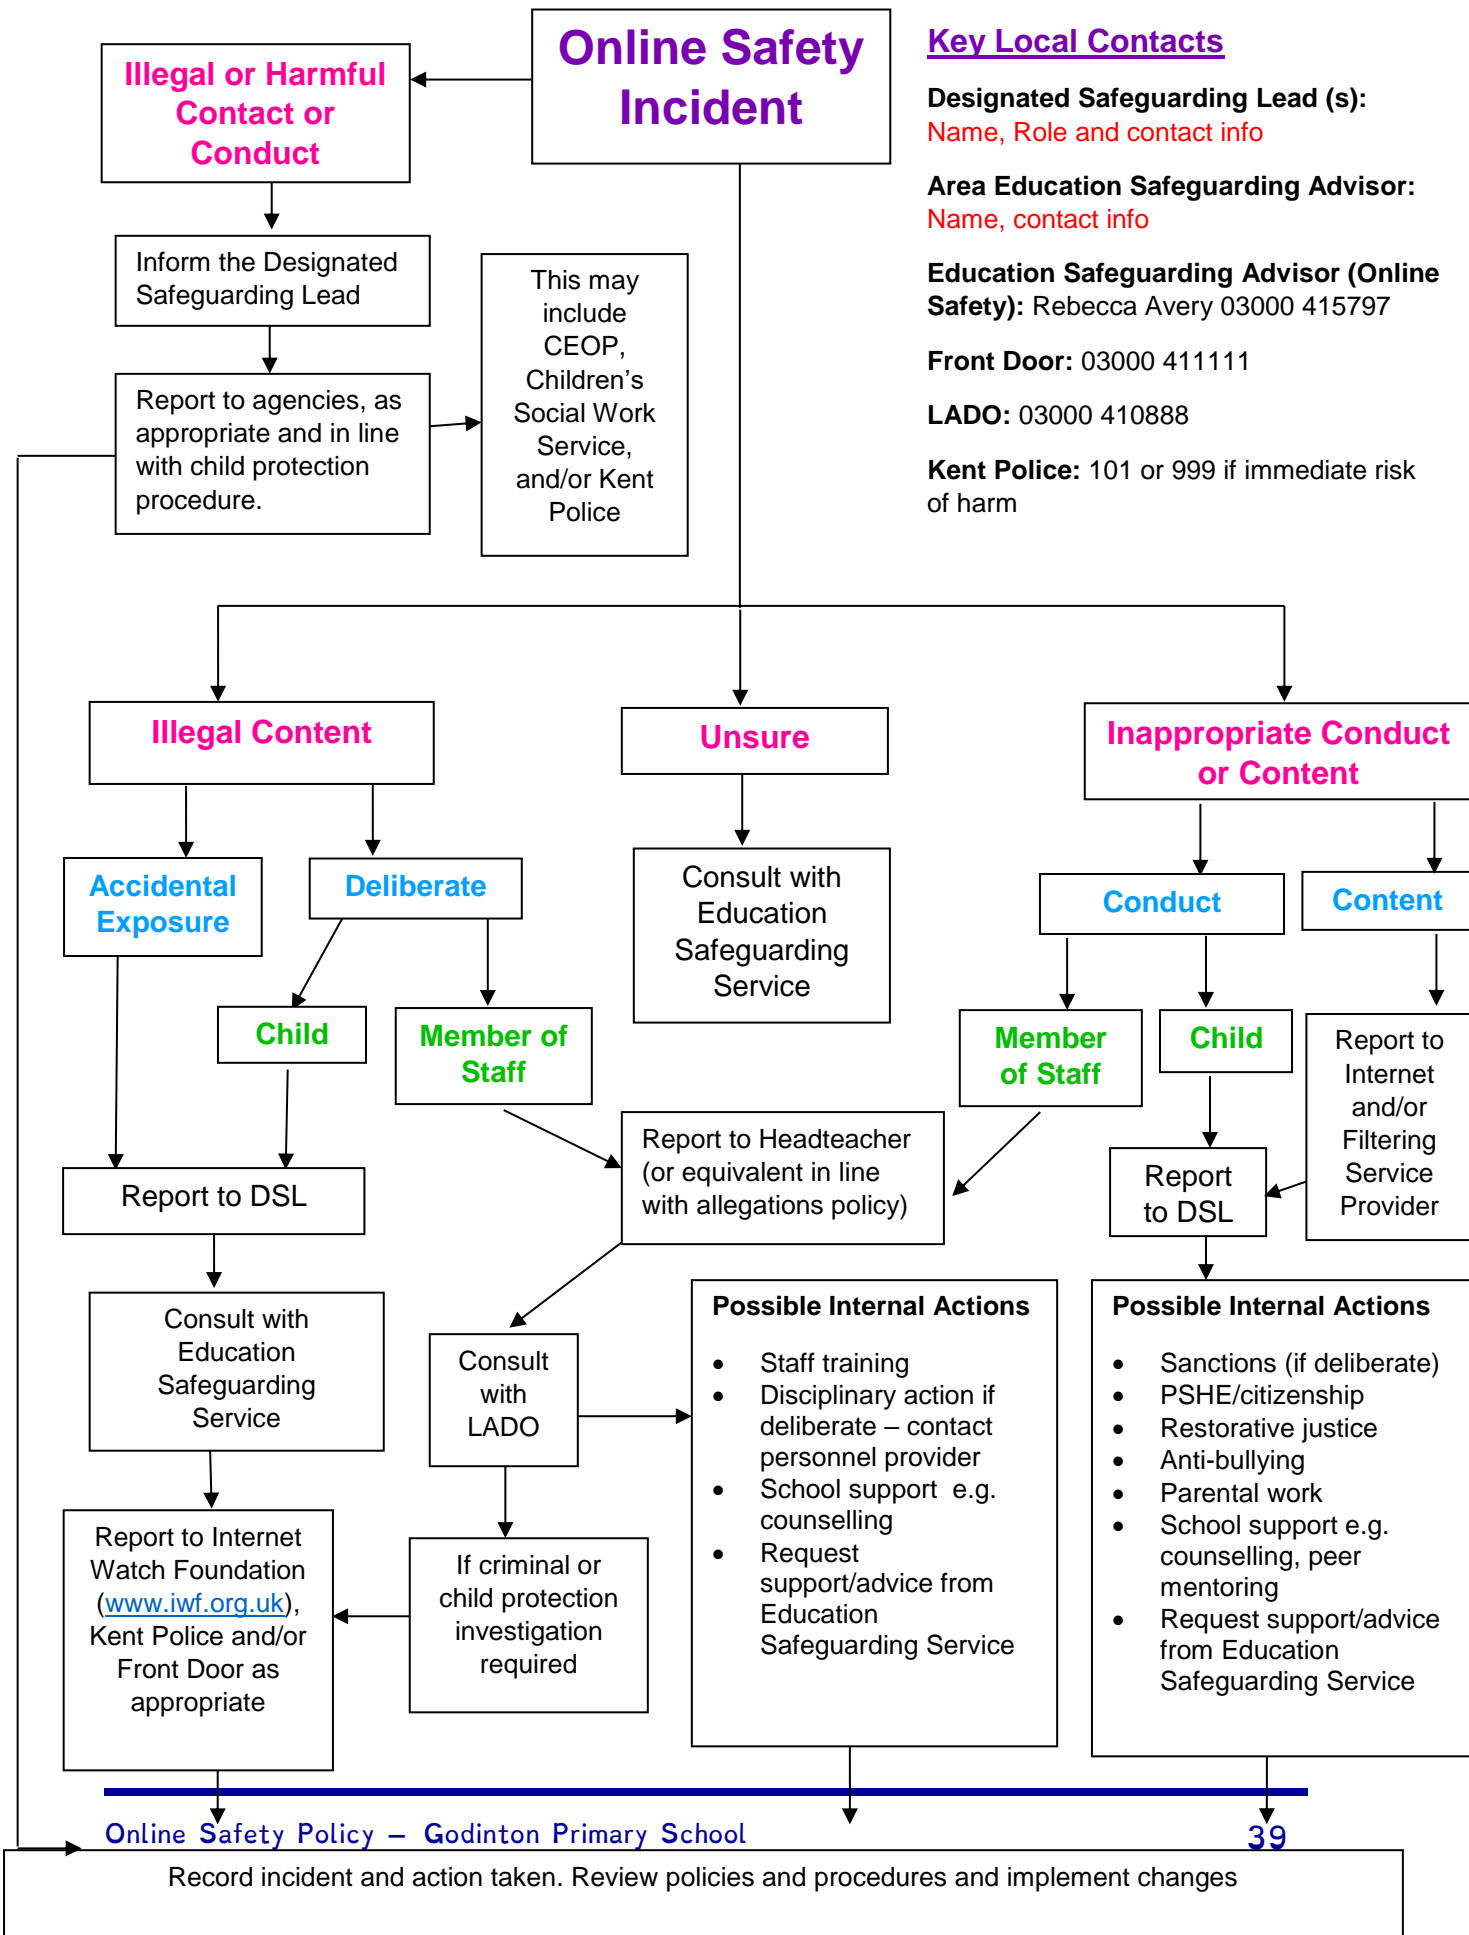 Online Safety
Incident
Key Local Contacts
Designated Safeguarding Lead (s):
Name, Role and contact info
Area Education Safeguarding Advisor:
Name, contact info
Education Safeguarding Advisor (Online
Safety): Rebecca Avery 03000 415797
Front Door: 03000 411111
LADO: 03000 410888
Kent Police: 101 or 999 if immediate risk
of harm
Illegal or Harmful
Contact or
Conduct
Inform the Designated
Safeguarding Lead
Report to agencies, as
appropriate and in line
with child protection
procedure.
This may
include
CEOP,
Children’s
Social Work
Service,
and/or Kent
Police
Illegal Content
Unsure
Inappropriate Conduct
or Content
Accidental
Exposure
Deliberate
Consult with
Education
Safeguarding
Service
Conduct
Content
Child
Member of
Staff
Member
of Staff
Child
Report to
Internet
and/or
Filtering
Service
Provider
Report to DSL
Report to Headteacher
(or equivalent in line
with allegations policy)
Report
to DSL
Consult with
Education
Safeguarding
Service
Consult
with
LADO
Possible Internal Actions
• Staff training
• Disciplinary action if
deliberate – contact
personnel provider
• School support  e.g.
counselling
• Request
support/advice from
Education
Safeguarding Service
Possible Internal Actions
• Sanctions (if deliberate)
• PSHE/citizenship
• Restorative justice
• Anti-bullying
• Parental work
• School support e.g.
counselling, peer
mentoring
• Request support/advice
from Education
Safeguarding Service
Report to Internet
Watch Foundation
(www.iwf.org.uk),
Kent Police and/or
Front Door as
appropriate
If criminal or
child protection
investigation
required
Online Safety Policy – Godinton Primary School 39
Record incident and action taken. Review policies and procedures and implement changes